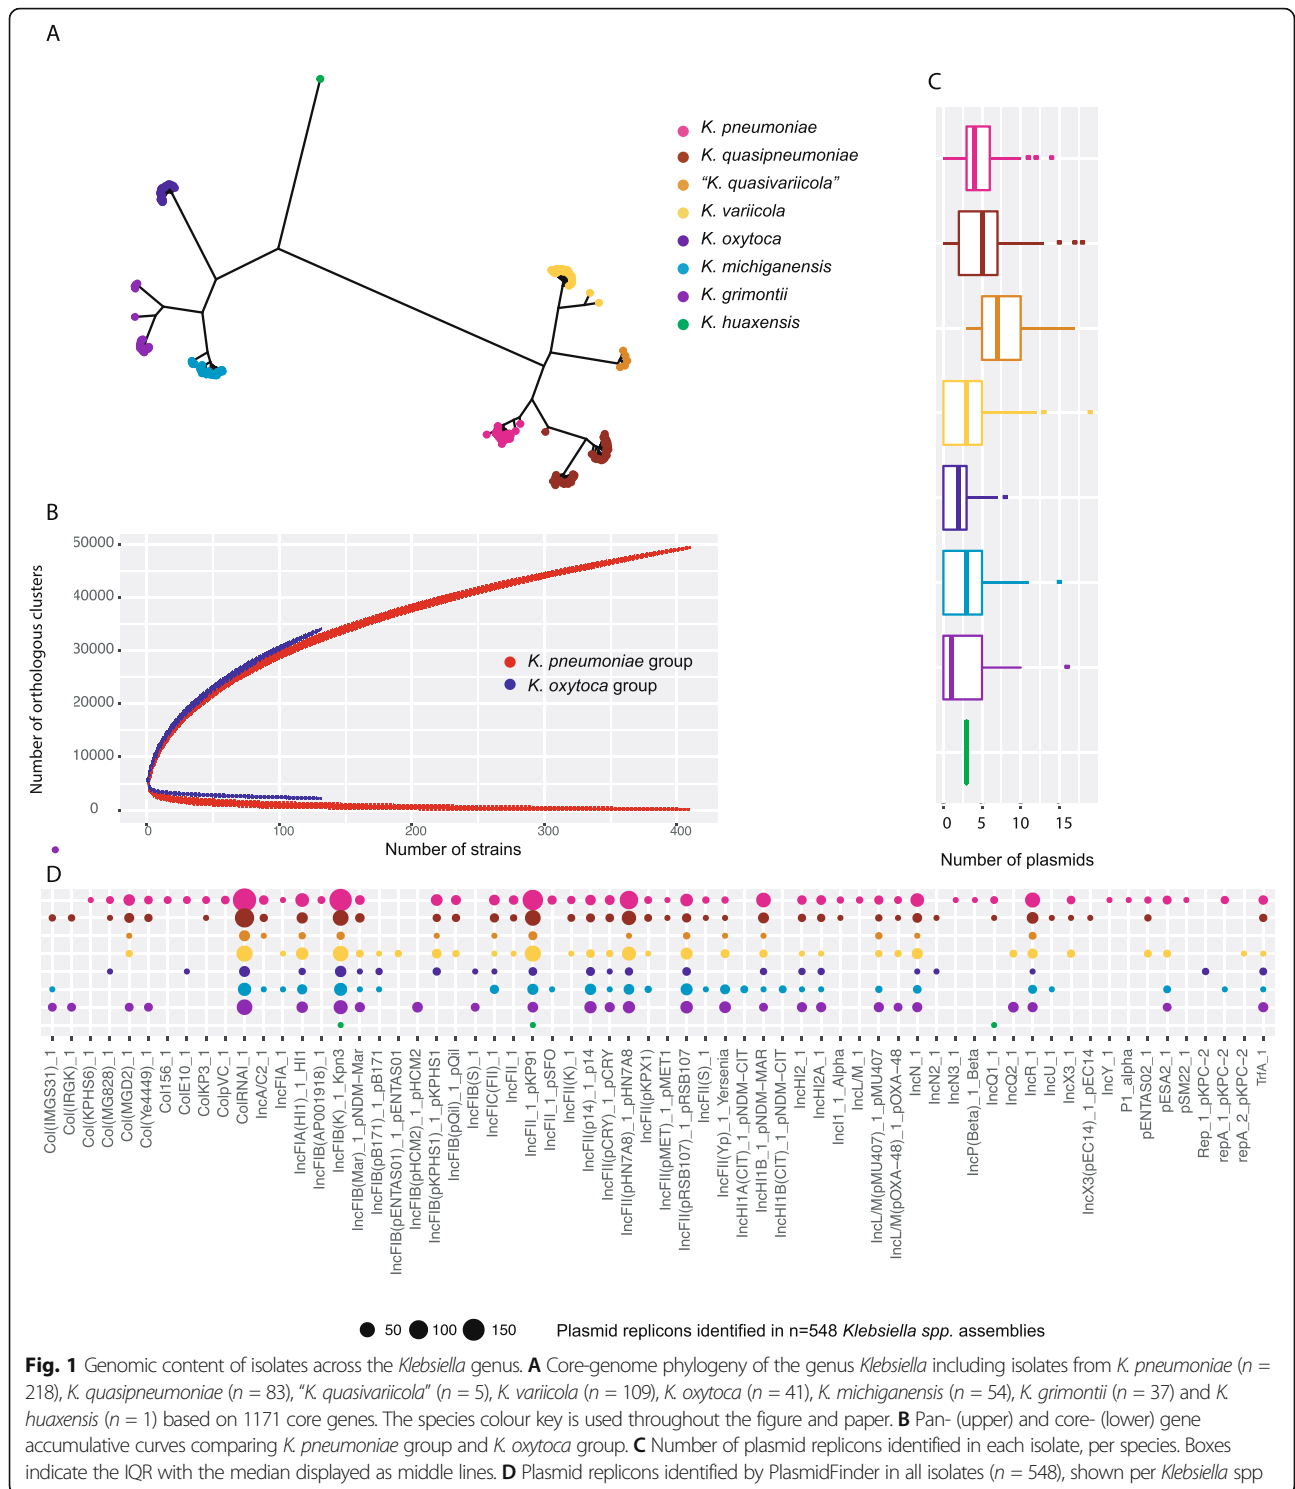 A
K. pneumoniae
K. quasipneumoniae
“K. quasivariicola”
K. variicola
K. oxytoca
K. michiganensis
K. grimontii
K. huaxensis
C
0 5 10 15
Number of plasmids
B
Number of orthologous clusters
50000
40000
30000
20000
10000
0
K. pneumoniae group
K. oxytoca group
0 100 200 300 400
Number of strains
D
Col(IMGS31)_1
Col(IRGK)_1
Col(KPHS6)_1
Col(MG828)_1
Col(MGD2)_1
Col(Ye4449)_1
Col156_1
ColE10_1
ColKP3_1
ColpVC_1
ColRNAI_1
IncA/C2_1
IncFIA_1
IncFIA(HI1)_1_HI1
IncFIB(AP001918)_1
IncFIB(K)_1_Kpn3
IncFIB(Mar)_1_pNDM-Mar
IncFIB(pB171)_1_pB171
IncFIB(pENTAS01)_1_pENTAS01
IncFIB(pHCM2)_1_pHCM2
IncFIB(pKPHS1)_1_pKPHS1
IncFIB(pQil)_1_pQil
IncFIB(S)_1
IncFIC(FII)_1
IncFII_1
IncFII_1_pKP91
IncFII_1_pSFO
IncFII(K)_1
IncFII(p14)_1_p14
IncFII(pCRY)_1_pCRY
IncFII(pHN7A8)_1_pHN7A8
IncFII(pKPX1)
IncFII(pMET)_1_pMET1
IncFII(pRSB107)_1_pRSB107
IncFII(S)_1
IncFII(Yp)_1_Yersenia
IncHI1A(CIT)_1_pNDM-CIT
IncHI1B_1_pNDM-MAR
IncHI1B(CIT)_1_pNDM-CIT
IncHI2_1
IncHI2A_1
IncI1_1_Alpha
IncL/M_1
IncL/M(pMU407)_1_pMU407
IncL/M(pOXA-48)_1_pOXA-48
IncN_1
IncN2_1
IncN3_1
IncP(Beta)_1_Beta
IncQ1_1
IncQ2_1
IncR_1
IncU_1
IncX3_1
IncX3(pEC14)_1_pEC14
IncY_1
P1_alpha
pENTAS02_1
pESA2_1
pSM22_1
Rep_1_pKPC-2
repA_1_pKPC-2
repA_2_pKPC-2
TrfA_1
50 100 150 Plasmid replicons identified in n=548 Klebsiella spp. assemblies
Fig. 1 Genomic content of isolates across the Klebsiella genus. A Core-genome phylogeny of the genus Klebsiella including isolates from K. pneumoniae (n =
218), K. quasipneumoniae (n = 83), “K. quasivariicola” (n = 5), K. variicola (n = 109), K. oxytoca (n = 41), K. michiganensis (n = 54), K. grimontii (n = 37) and K.
huaxensis (n = 1) based on 1171 core genes. The species colour key is used throughout the figure and paper. B Pan- (upper) and core- (lower) gene
accumulative curves comparing K. pneumoniae group and K. oxytoca group. C Number of plasmid replicons identified in each isolate, per species. Boxes
indicate the IQR with the median displayed as middle lines. D Plasmid replicons identified by PlasmidFinder in all isolates (n = 548), shown per Klebsiella spp